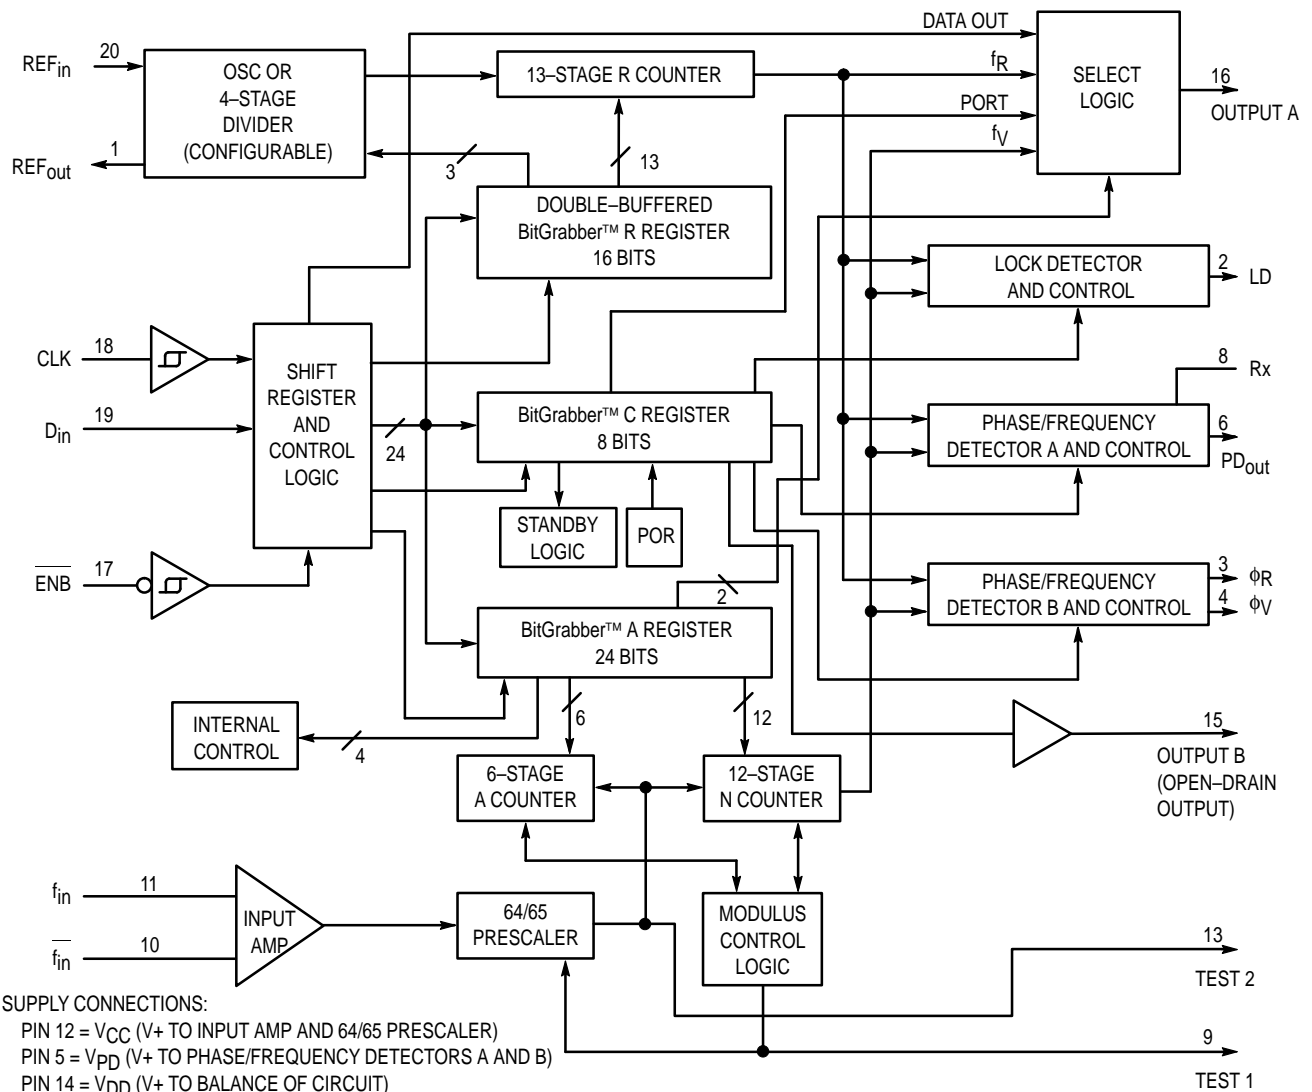 DATA OUT
20
REFin
OSC OR
4–STAGE
DIVIDER
(CONFIGURABLE)
13–STAGE R COUNTER
fR
SELECT
LOGIC
16
OUTPUT A
PORT
fV
1
REFout
3
13
DOUBLE–BUFFERED
BitGrabber™ R REGISTER
16 BITS
LOCK DETECTOR
AND CONTROL
2
LD
CLK
18
SHIFT
REGISTER
AND
CONTROL
LOGIC
8
Rx
Din
19
24
BitGrabber™ C REGISTER
8 BITS
PHASE/FREQUENCY
DETECTOR A AND CONTROL
6
PDout
STANDBY
LOGIC
POR
ENB
17
2
PHASE/FREQUENCY
DETECTOR B AND CONTROL
3
ϕR
4
ϕV
BitGrabber™ A REGISTER
24 BITS
INTERNAL
CONTROL
4
6
12
15
OUTPUT B
(OPEN–DRAIN
OUTPUT)
6–STAGE
A COUNTER
12–STAGE
N COUNTER
fin
11
INPUT
AMP
fin
10
64/65
PRESCALER
MODULUS
CONTROL
LOGIC
13
TEST 2
9
TEST 1
SUPPLY CONNECTIONS:
PIN 12 = VCC (V+ TO INPUT AMP AND 64/65 PRESCALER)
PIN 5 = VPD (V+ TO PHASE/FREQUENCY DETECTORS A AND B)
PIN 14 = VDD (V+ TO BALANCE OF CIRCUIT)